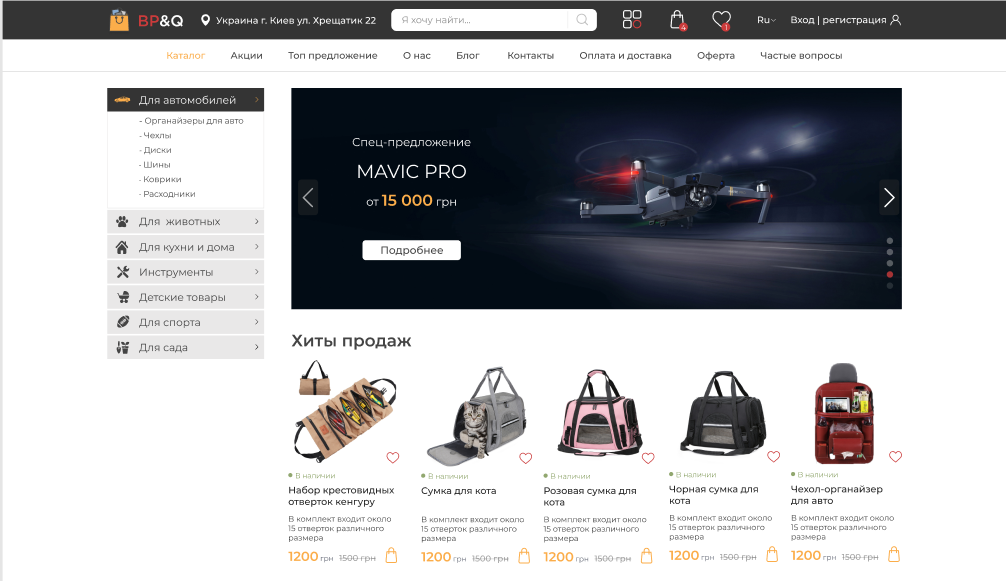 BP&Q
Украина г. Киев ул. Хрещатик 22
Я хочу найти...
4
1
Ru
Вход | регистрация
Каталог
Акции
Топ предложение
О нас
Блог
Контакты
Оплата и доставка
Оферта
Частые вопросы
Для автомобилей
- Органайзеры для авто
- Чехлы
- Диски
- Шины
- Коврики
- Расходники
Для животных
Для кухни и дома
Инструменты
Детские товары
Для спорта
Для сада
Спец-предложение
MAVIC PRO
от 15 000 грн
Подробнее
Хиты продаж
В наличии
Набор крестовидных
отверток кенгуру
В комплект входит около
15 отверток различного
размера
1200 грн 1500 грн
В наличии
Сумка для кота
В комплект входит около
15 отверток различного
размера
1200 грн 1500 грн
В наличии
Розовая сумка для
кота
В комплект входит около
15 отверток различного
размера
1200 грн 1500 грн
В наличии
Чорная сумка для
кота
В комплект входит около
15 отверток различного
размера
1200 грн 1500 грн
В наличии
Чехол-органайзер
для авто
В комплект входит около
15 отверток различного
размера
1200 грн 1500 грн